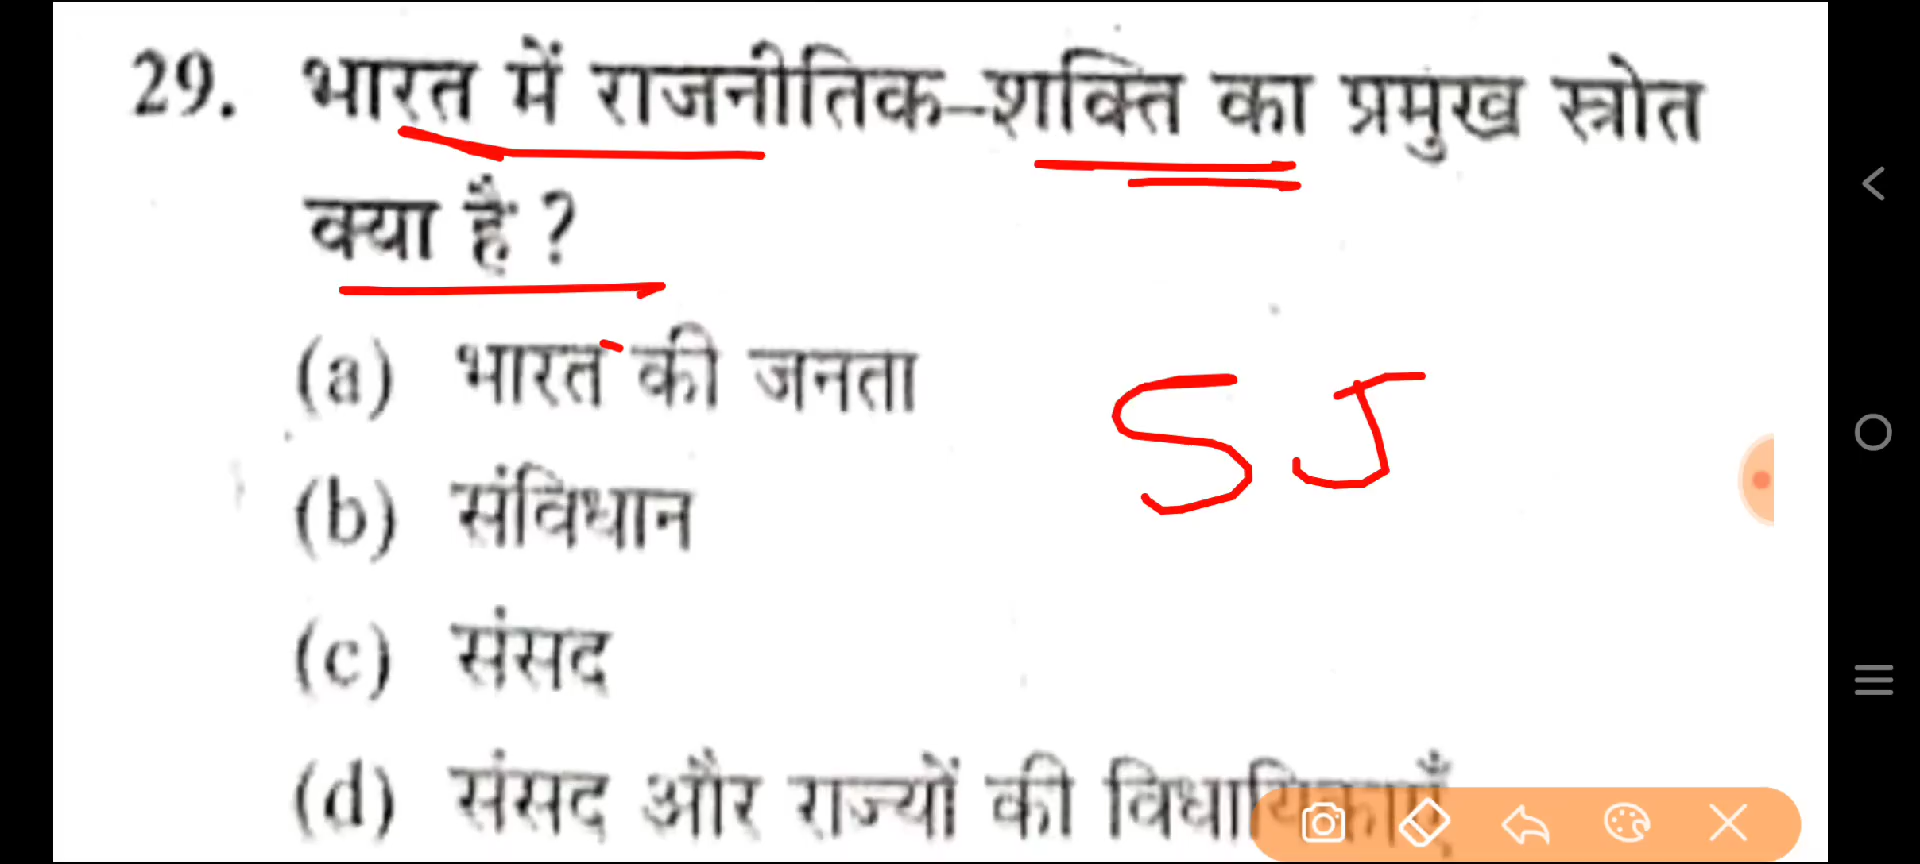 29. भारत में राजनीतिक-शक्ति का प्रमुख स्त्रोत
क्या है ?
(a) भारत की जनता
(b) संविधान
SJ
(c) संसद
(d) संसद और राज्यों की विधायिकाएँ